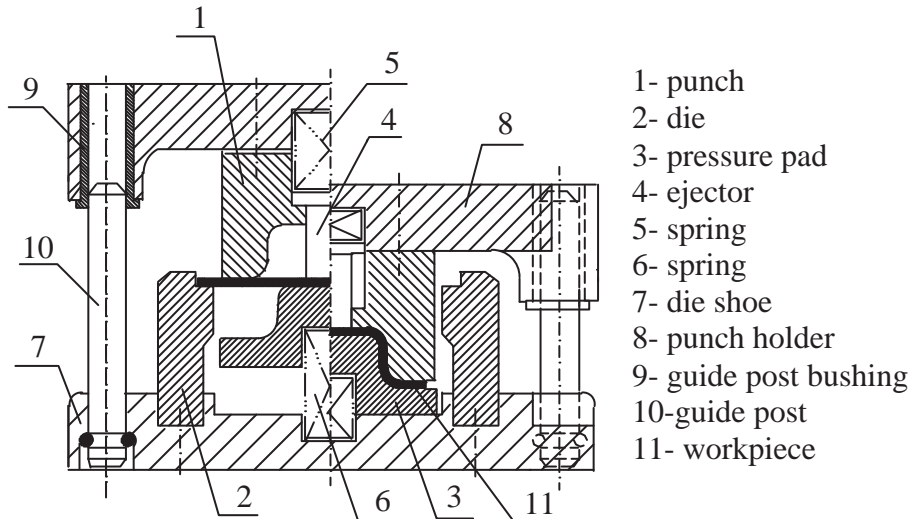 1
9
5
4
8
10
7
2
6
3
11
1- punch
2- die
3- pressure pad
4- ejector
5- spring
6- spring
7- die shoe
8- punch holder
9- guide post bushing
10-guide post
11- workpiece